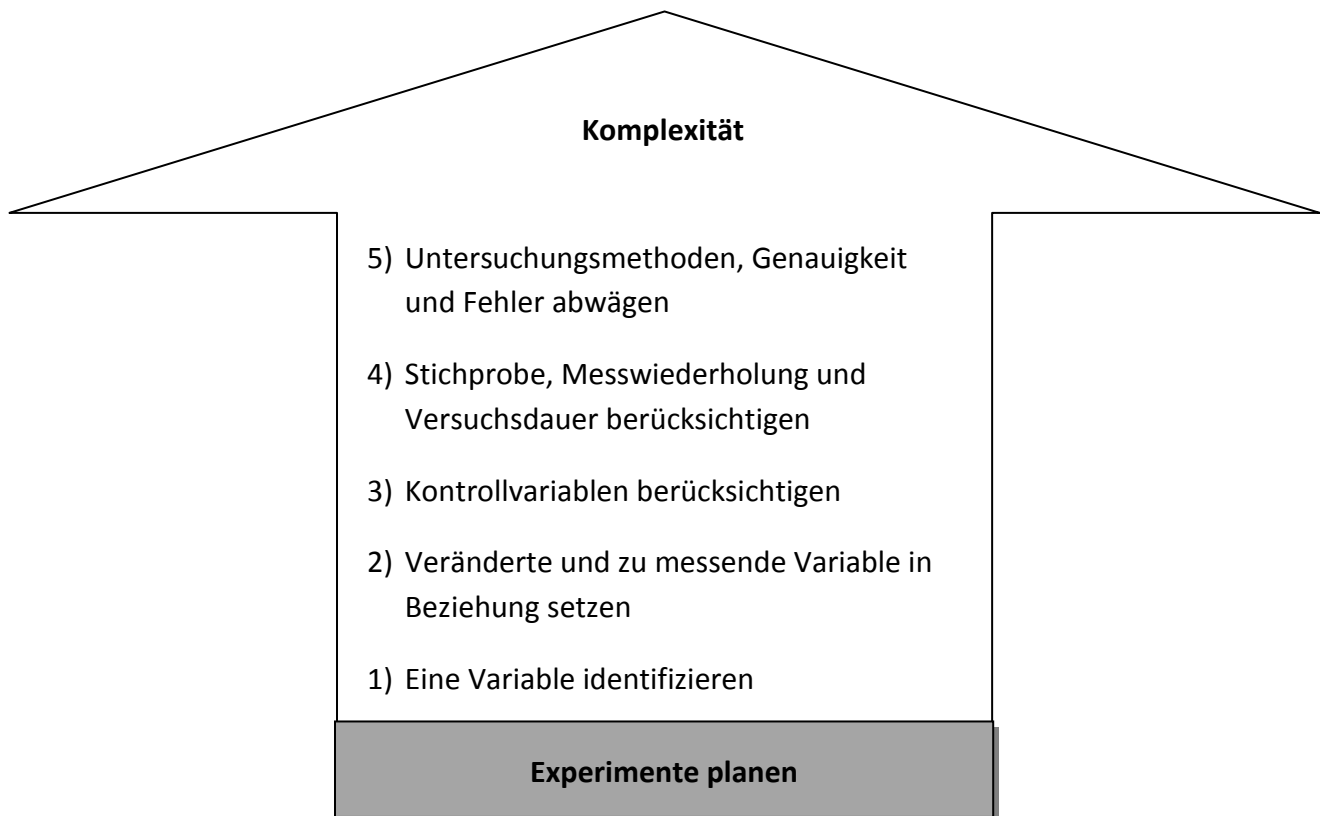 Komplexität
5) Untersuchungsmethoden, Genauigkeit
und Fehler abwägen
4) Stichprobe, Messwiederholung und
Versuchsdauer berücksichtigen
3) Kontrollvariablen berücksichtigen
2) Veränderte und zu messende Variable in
Beziehung setzen
1) Eine Variable identifizieren
Experimente planen